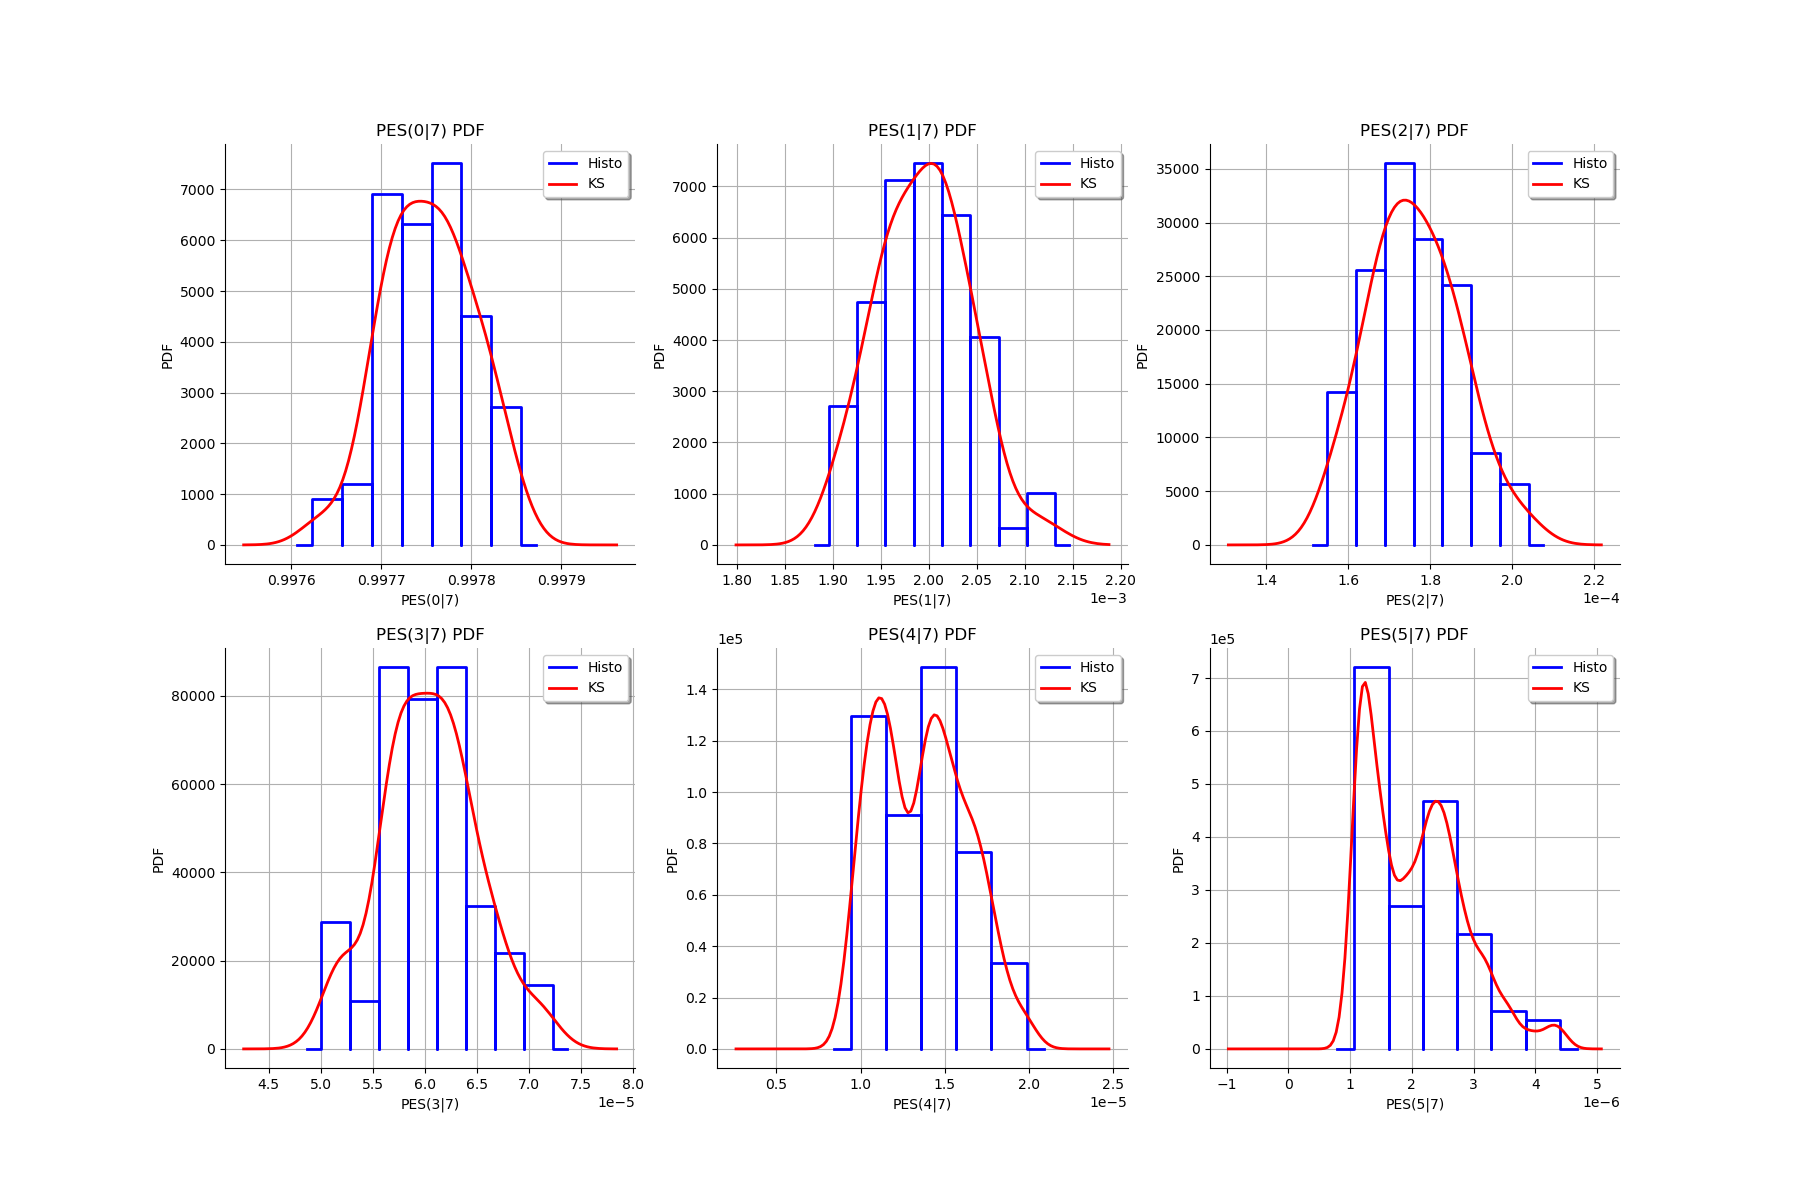 PES(0|7) PDF
Histo
KS
PDF
7000
6000
5000
4000
3000
2000
1000
0
0.9976 0.9977 0.9978 0.9979
PES(0|7)
PES(1|7) PDF
Histo
KS
PDF
7000
6000
5000
4000
3000
2000
1000
0
1.80 1.85 1.90 1.95 2.00 2.05 2.10 2.15 2.20
PES(1|7)
1e−3
PES(2|7) PDF
Histo
KS
PDF
35000
30000
25000
20000
15000
10000
5000
0
1.4 1.6 1.8 2.0 2.2
PES(2|7)
1e−4
PES(3|7) PDF
Histo
KS
PDF
80000
60000
40000
20000
0
4.5 5.0 5.5 6.0 6.5 7.0 7.5 8.0
PES(3|7)
1e−5
PES(4|7) PDF
1e5
Histo
KS
PDF
1.4
1.2
1.0
0.8
0.6
0.4
0.2
0.0
0.5 1.0 1.5 2.0 2.5
PES(4|7)
1e−5
PES(5|7) PDF
1e5
Histo
KS
PDF
7
6
5
4
3
2
1
0
−1 0 1 2 3 4 5
PES(5|7)
1e−6